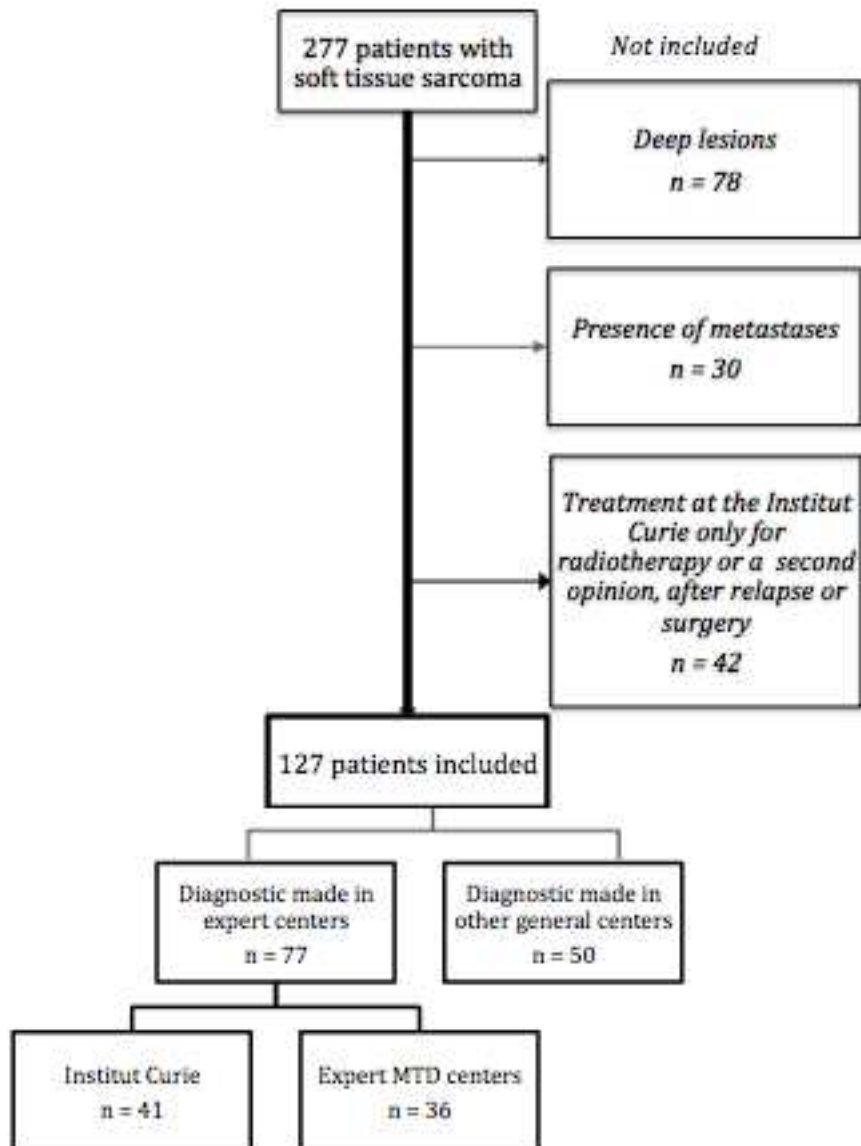 277 patients with
soft tissue sarcoma
Not included
Deep lesions
n = 78
Presence of metastases
n = 30
Treatment at the Institut
Curie only for
radiotherapy or a second
opinion, after relapse or
surgery
n = 42
127 patients included
Diagnostic made in
expert centers
n = 77
Diagnostic made in
other general centers
n = 50
Institut Curie
n = 41
Expert MTD centers
n = 36